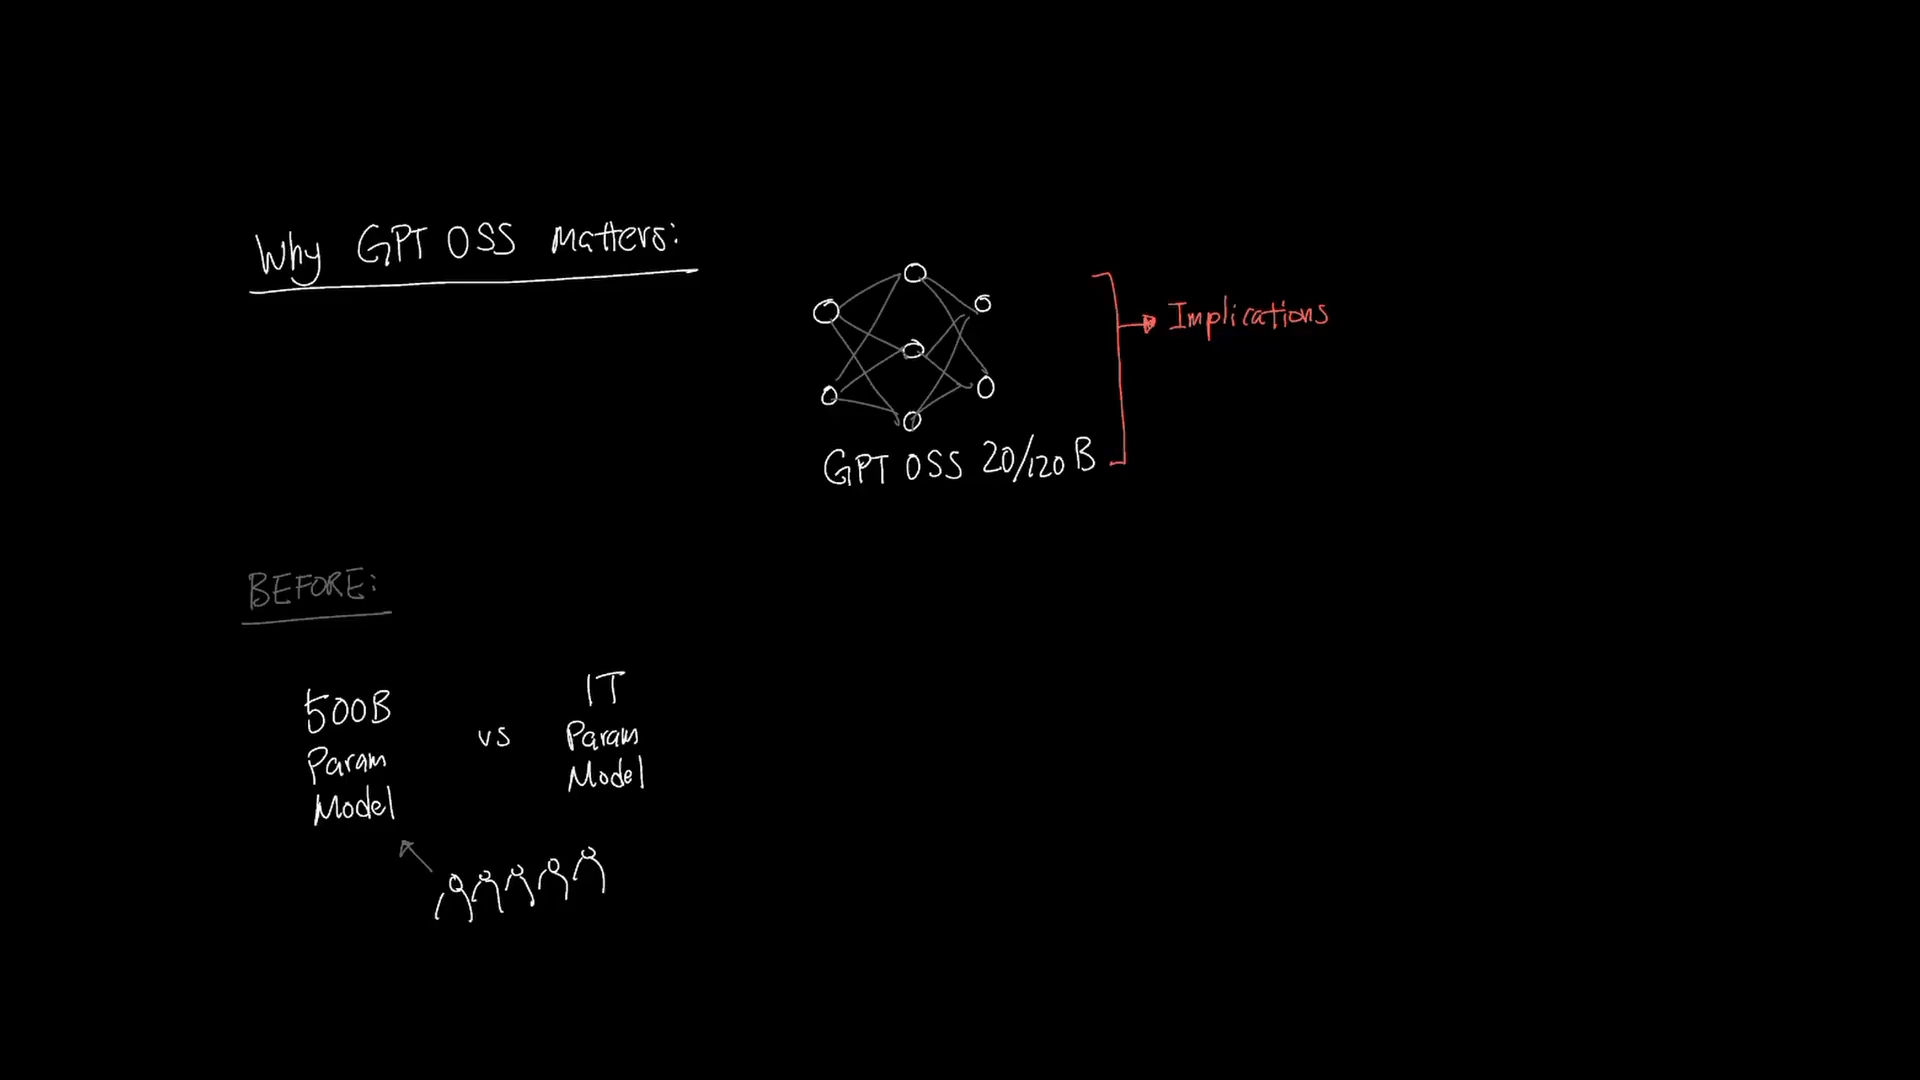 Why GPT OSS Matters:
Implications
GPT OSS 20/120 B
BEFORE:
500B
Param
Model
vs
1T
Param
Model